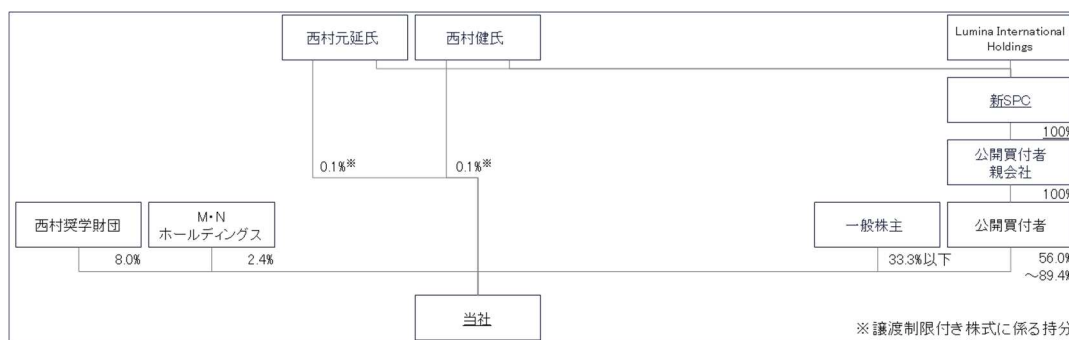 西村元延氏
西村健氏
Lumina International
Holdings
新SPC
100%
0.1%※
0.1%※
公開買付者
親会社
100%
西村奨学財団
M・N
ホールディングス
一般株主
公開買付者
8.0%
2.4%
33.3%以下
56.0%
～89.4%
当社
※譲渡制限付き株式に係る持分